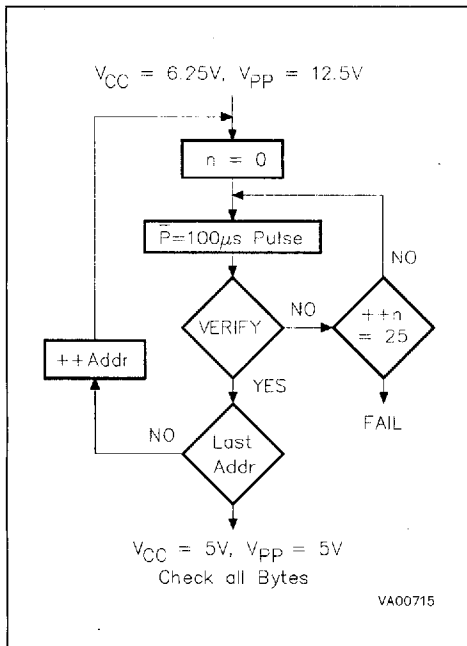 VCC = 6.25V, VPP = 12.5V
n = 0
P̅=100µs Pulse
NO
VERIFY
NO
++n
= 25
++Addr
YES
FAIL
NO
Last
Addr
VCC = 5V, VPP = 5V
Check all Bytes
VA00715